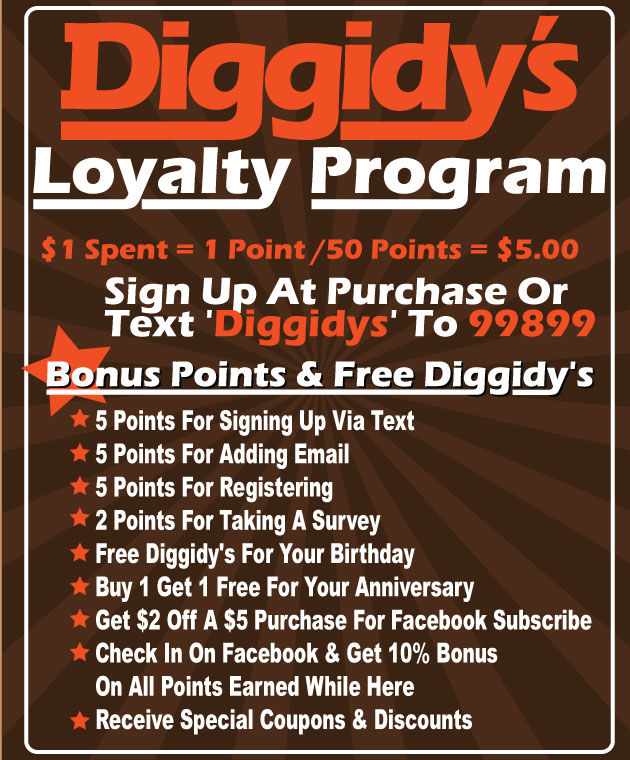 Diggidy's
Loyalty Program
$1 Spent = 1 Point /50 Points = $5.00
Sign Up At Purchase Or
Text 'Diggidys' To 99899
Bonus Points & Free Diggidy's
5 Points For Signing Up Via Text
5 Points For Adding Email
5 Points For Registering
2 Points For Taking A Survey
Free Diggidy's For Your Birthday
Buy 1 Get 1 Free For Your Anniversary
Get $2 Off A $5 Purchase For Facebook Subscribe
Check In On Facebook & Get 10% Bonus
On All Points Earned While Here
Receive Special Coupons & Discounts